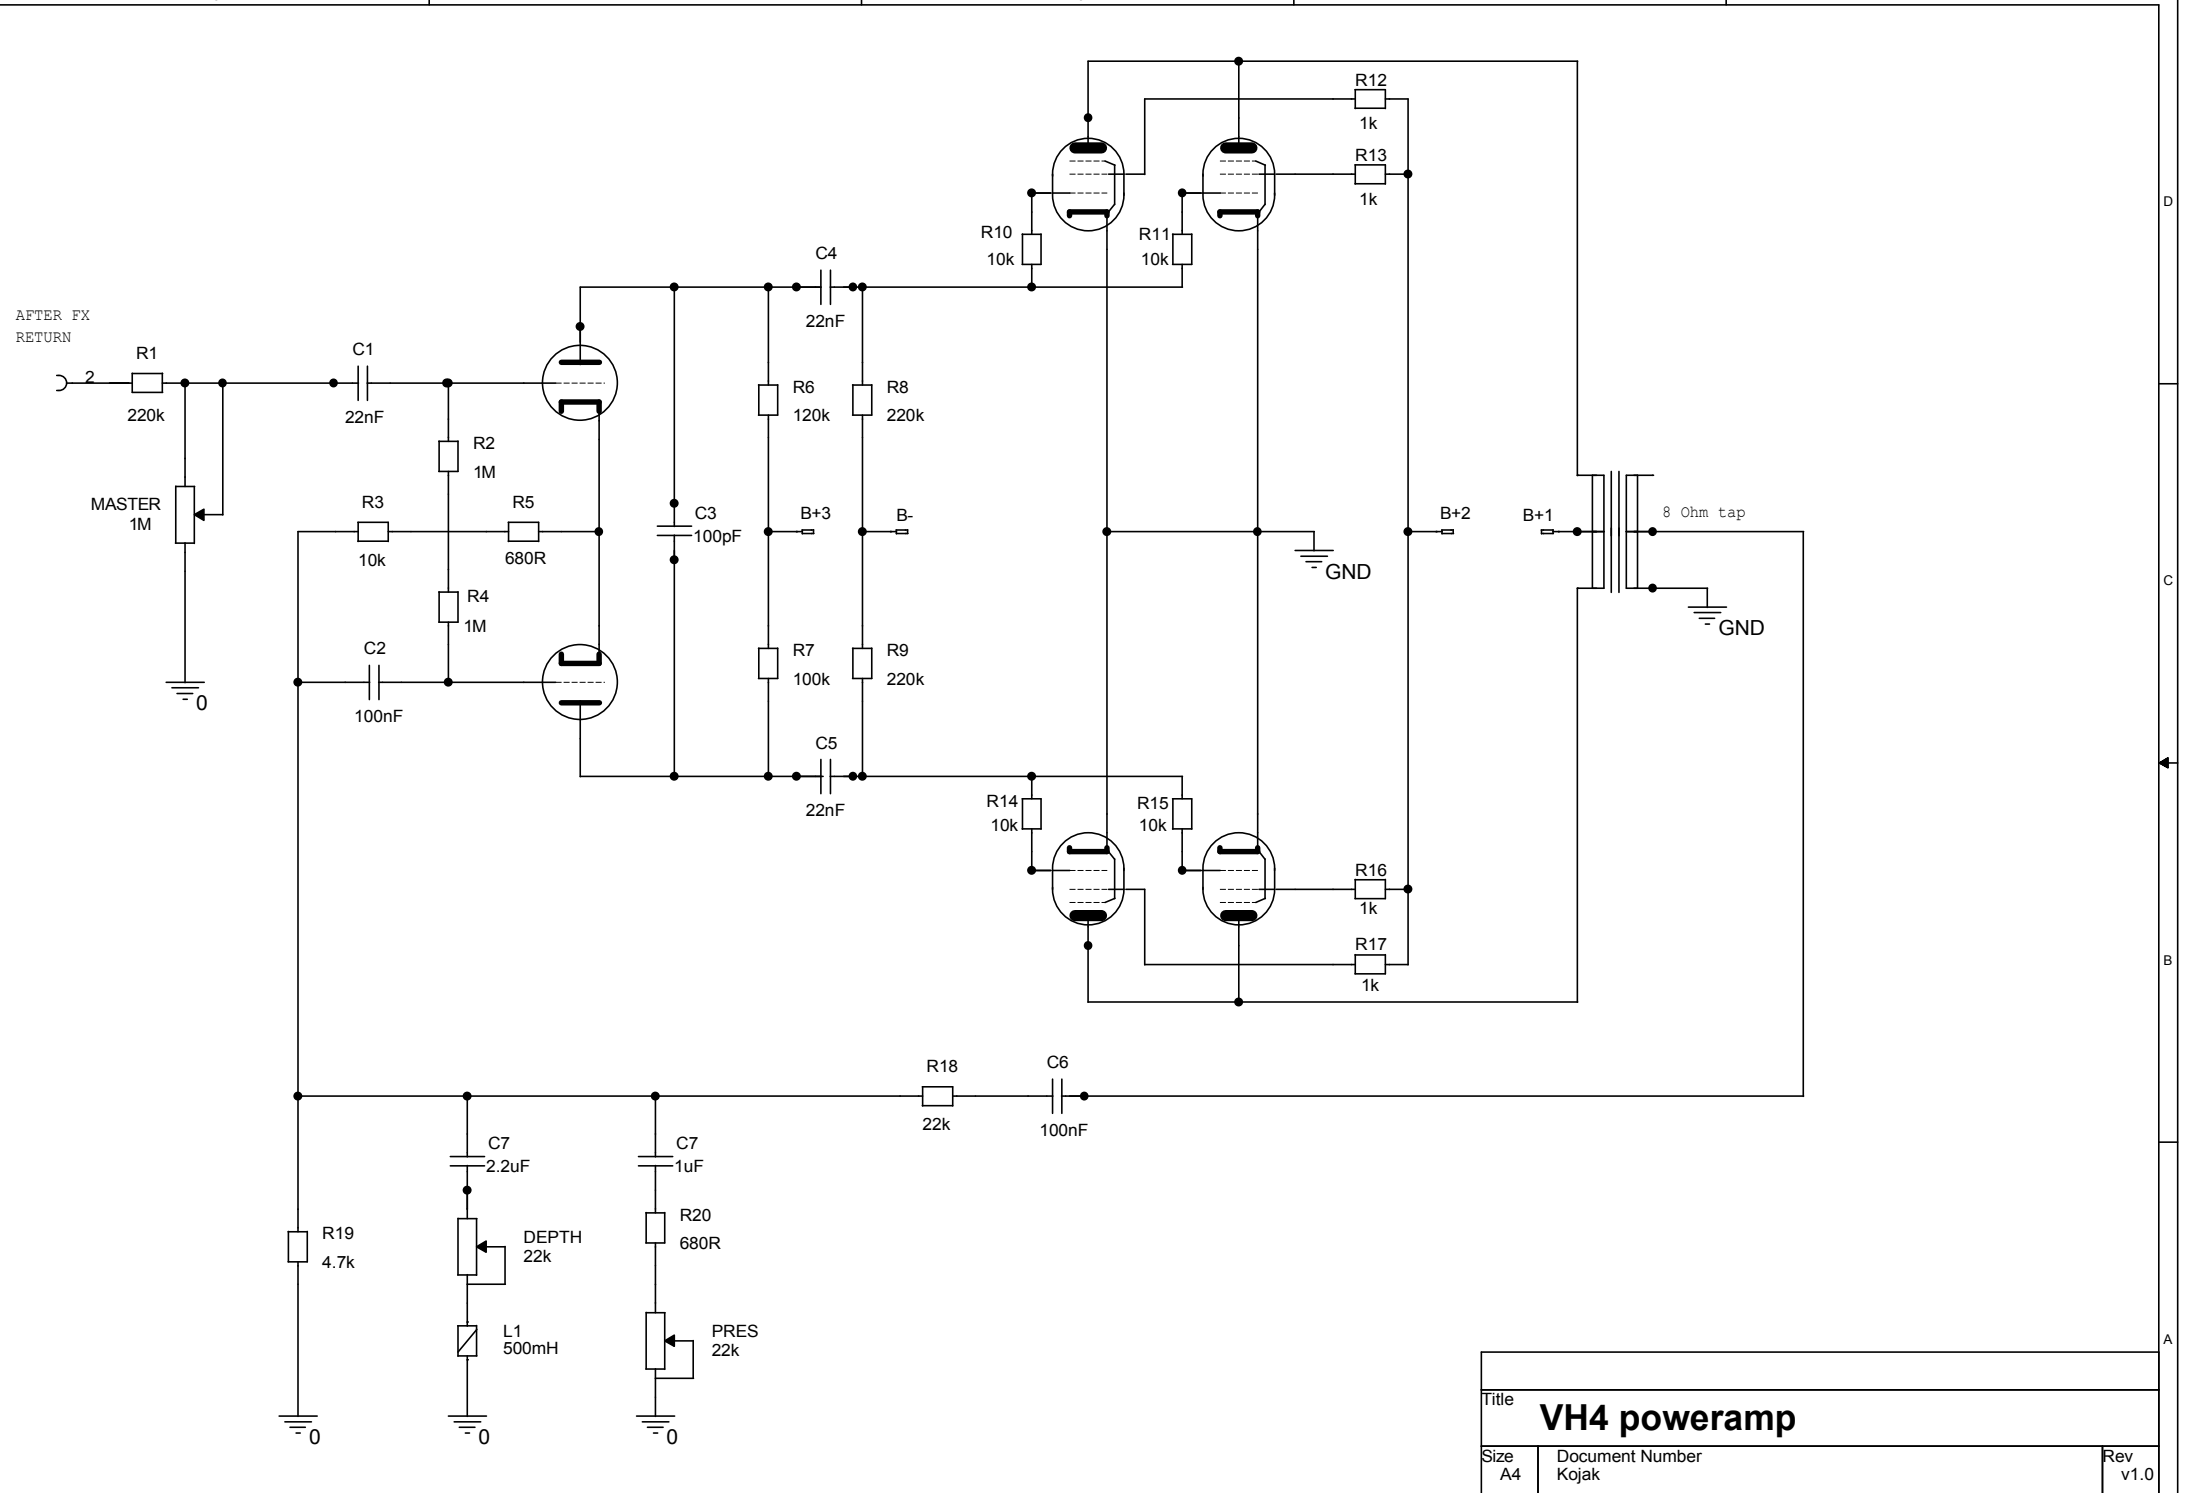 R12
1k
D
R13
1k
R10
10k
R11
10k
C4
22nF
AFTER FX
RETURN
2
R1
220k
C1
22nF
R6
120k
R8
220k
R2
1M
MASTER
1M
R3
10k
R5
680R
C3
100pF
B+3
B-
B+2
B+1
8 Ohm tap
GND
GND
C
R4
1M
C2
100nF
R7
100k
R9
220k
0
C5
22nF
R14
10k
R15
10k
R16
1k
R17
1k
B
R18
22k
C6
100nF
C7
2.2uF
C7
1uF
R19
4.7k
DEPTH
22k
R20
680R
L1
500mH
PRES
22k
A
0
0
0
Title
VH4 poweramp
Size
A4
Document Number
Kojak
Rev
v1.0